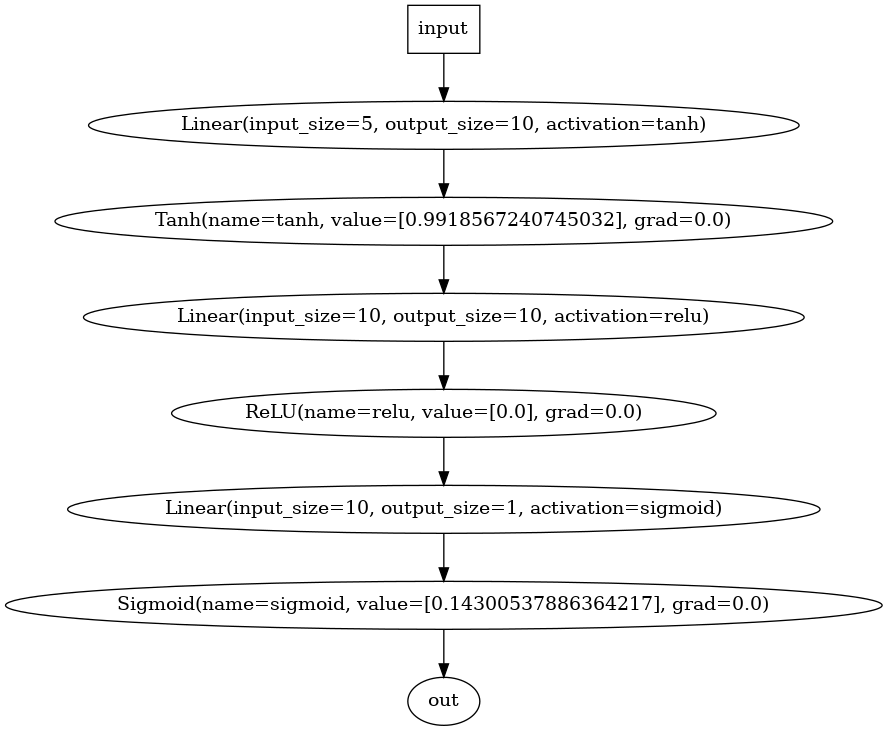 input
Linear(input_size=5, output_size=10, activation=tanh)
Tanh(name=tanh, value=[0.9918567240745032], grad=0.0)
Linear(input_size=10, output_size=10, activation=relu)
ReLU(name=relu, value=[0.0], grad=0.0)
Linear(input_size=10, output_size=1, activation=sigmoid)
Sigmoid(name=sigmoid, value=[0.14300537886364217], grad=0.0)
out